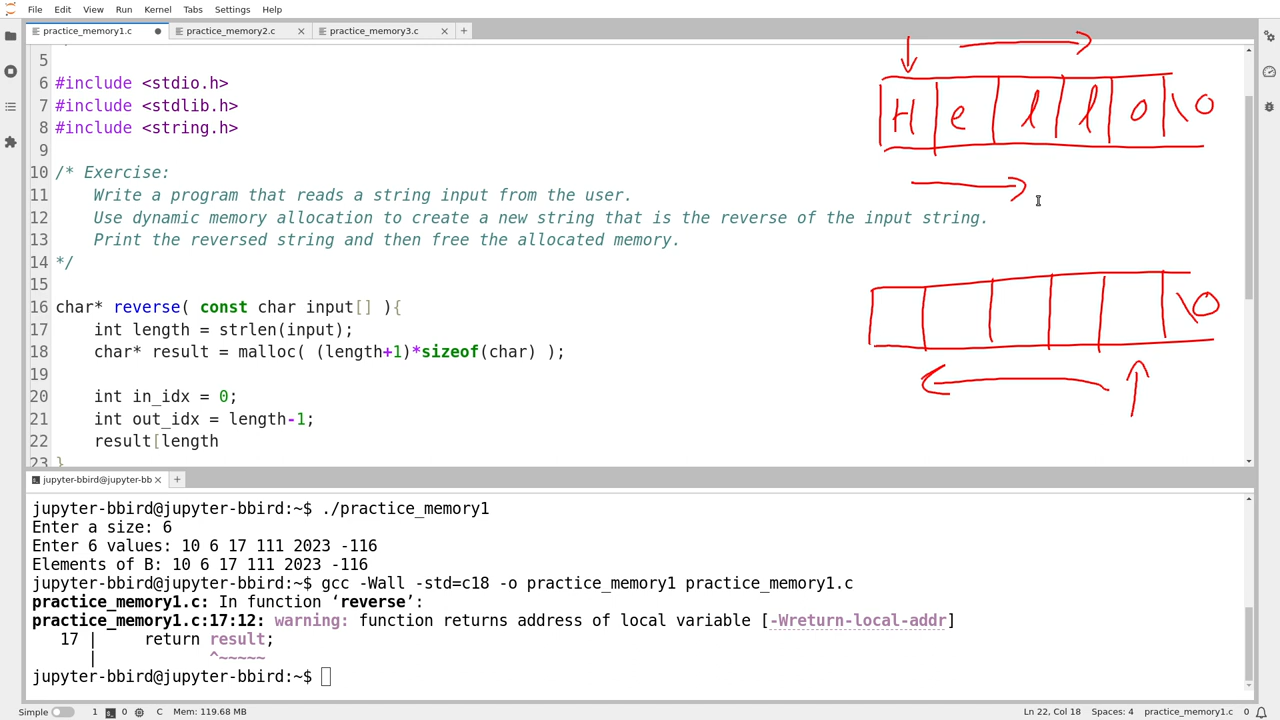 File Edit View Run Kernel Tabs Settings Help
practice_memory1.c practice_memory2.c practice_memory3.c
5
6 #include <stdio.h>
7 #include <stdlib.h>
8 #include <string.h>
9
10 /* Exercise:
11 Write a program that reads a string input from the user.
12 Use dynamic memory allocation to create a new string that is the reverse of the input string.
13 Print the reversed string and then free the allocated memory.
14 */
15
16 char* reverse( const char input[] ){
17 int length = strlen(input);
18 char* result = malloc( (length+1)*sizeof(char) );
19
20 int in_idx = 0;
21 int out_idx = length-1;
22 result[length
23 }
H e l l o \0
\0
jupyter-bbird@jupyter-bb
jupyter-bbird@jupyter-bbird:~$ ./practice_memory1
Enter a size: 6
Enter 6 values: 10 6 17 111 2023 -116
Elements of B: 10 6 17 111 2023 -116
jupyter-bbird@jupyter-bbird:~$ gcc -Wall -std=c18 -o practice_memory1 practice_memory1.c
practice_memory1.c: In function ‘reverse’:
practice_memory1.c:17:12: warning: function returns address of local variable [-Wreturn-local-addr]
17 | return result;
| ^~~~~~
jupyter-bbird@jupyter-bbird:~$
Simple 1 0 C Mem: 119.68 MB Ln 22, Col 18 Spaces: 4 practice_memory1.c 0